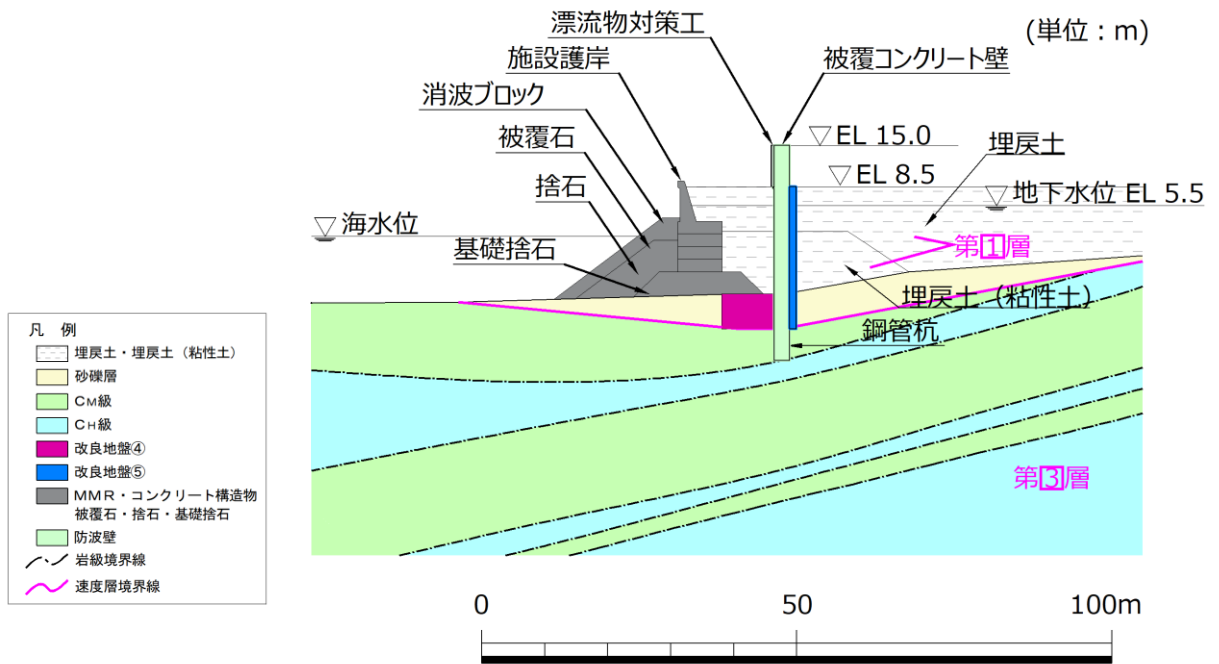 漂流物対策工
(単位:m)
施設護岸
被覆コンクリート壁
消波ブロック
被覆石
EL 15.0
埋戻土
捨石
EL 8.5
地下水位 EL 5.5
海水位
基礎捨石
第1層
埋戻土(粘性土)
鋼管杭
第3層
凡 例
埋戻土・埋戻土(粘性土)
砂礫層
CM級
CH級
改良地盤④
改良地盤⑤
MMR・コンクリート構造物
被覆石・捨石・基礎捨石
防波壁
岩級境界線
速度層境界線
0 50 100m